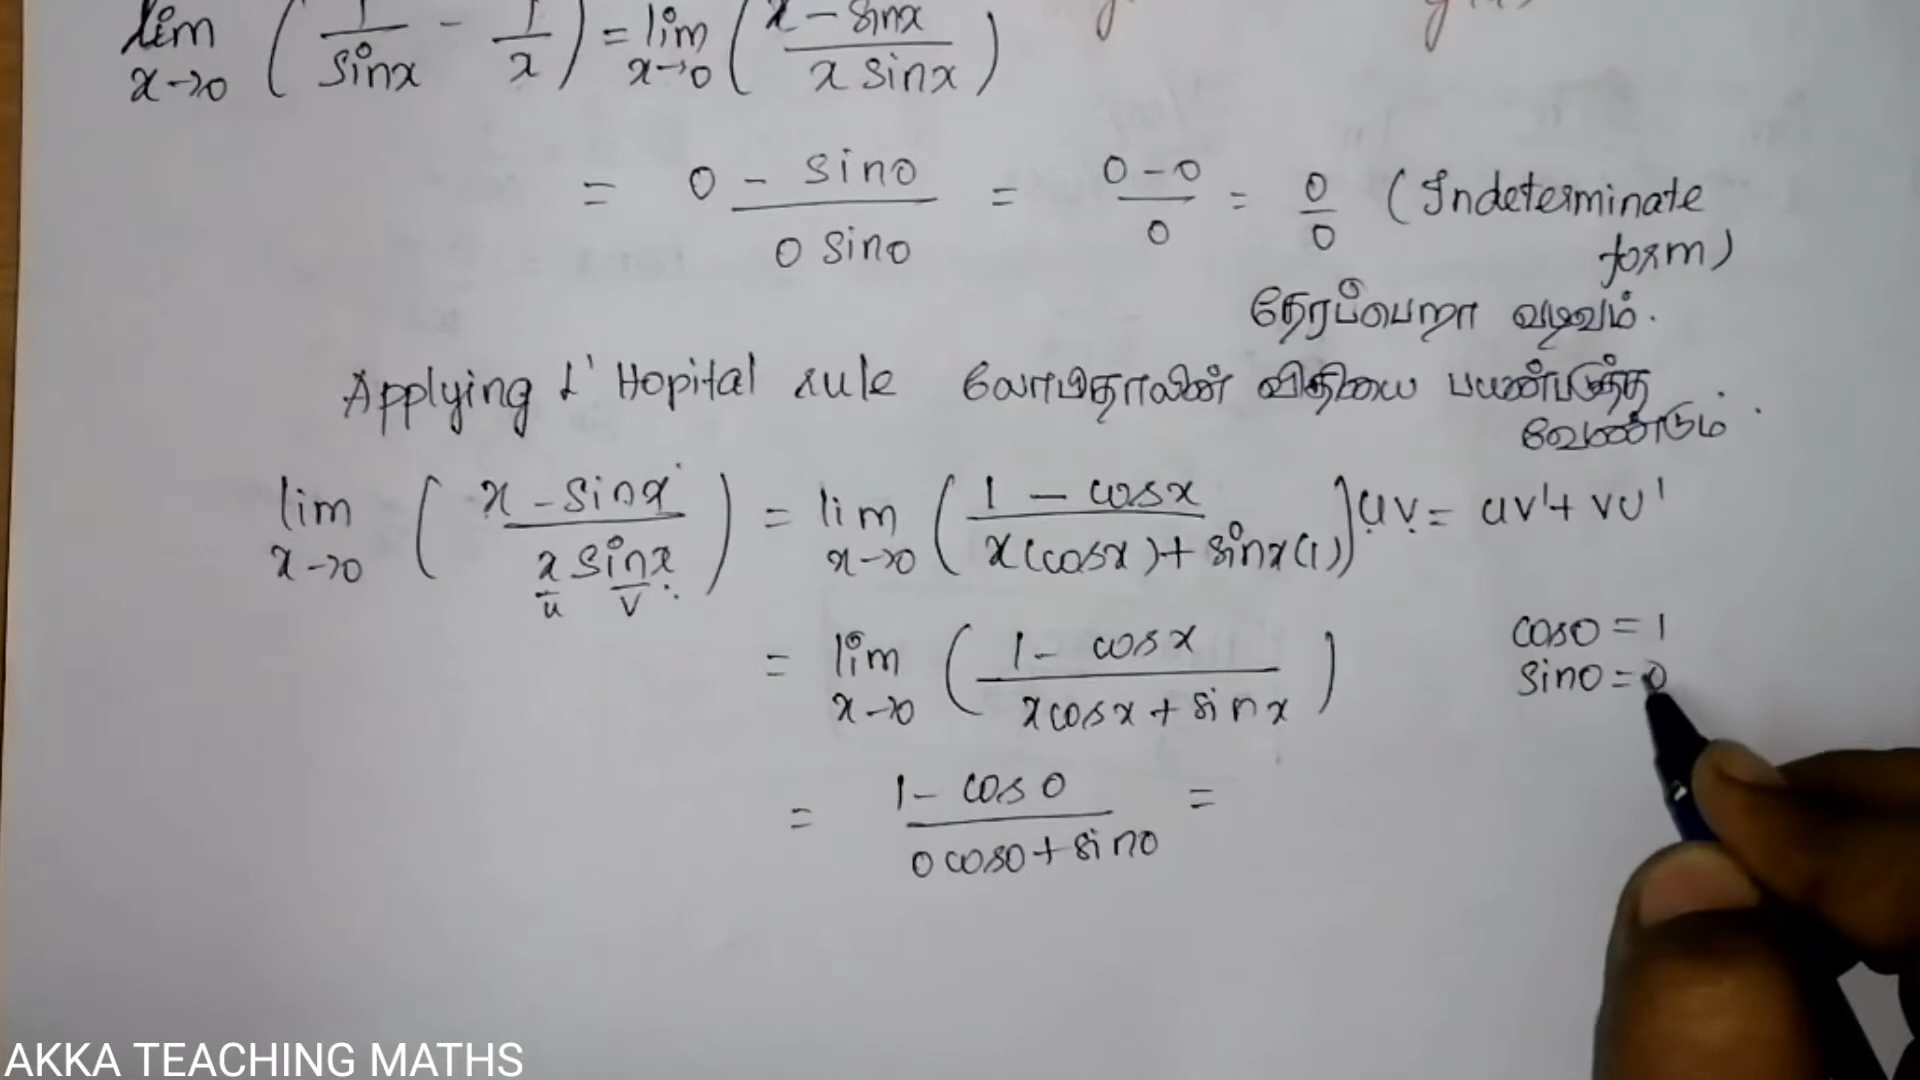 lim x→0 ( 1/sinx - 1/x ) = lim x→0 ( x - sinx / x sinx )
= 0 - sin0 / 0 sin0 = 0-0 / 0 = 0/0 (Indeterminate form)
தேரப்பெறா வடிவம்.
Applying L' Hopital rule லோபிதாலின் விதியை பயன்படுத்த வேண்டும்.
lim x→0 ( x - sinx / x sinx ) = lim x→0 ( 1 - cosx / x(cosx) + sinx(1) ) uv = uv' + vu'
u v
= lim x→0 ( 1 - cosx / xcosx + sinx )
cos0 = 1
sin0 = 0
= 1 - cos0 / 0 cos0 + sin0 =
AKKA TEACHING MATHS